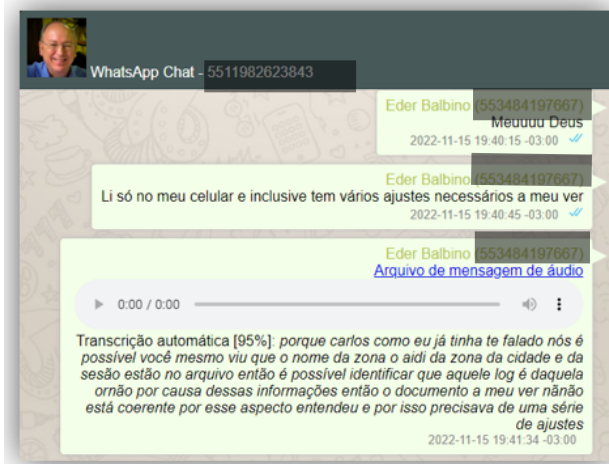 WhatsApp Chat - 5511982623843
Eder Balbino (553484197667)
Meuuuu Deus
2022-11-15 19:40:15 -03:00
Eder Balbino (553484197667)
Li só no meu celular e inclusive tem vários ajustes necessários a meu ver
2022-11-15 19:40:45 -03:00
Eder Balbino (553484197667)
Arquivo de mensagem de áudio
0:00 / 0:00
Transcrição automática [95%]: porque carlos como eu já tinha te falado nós é
possível você mesmo viu que o nome da zona o aidi da zona da cidade e da
sesão estão no arquivo então é possível identificar que aquele log é daquela
ornão por causa dessas informações então o documento a meu ver nãnão
está coerente por esse aspecto entendeu e por isso precisava de uma série
de ajustes
2022-11-15 19:41:34 -03:00